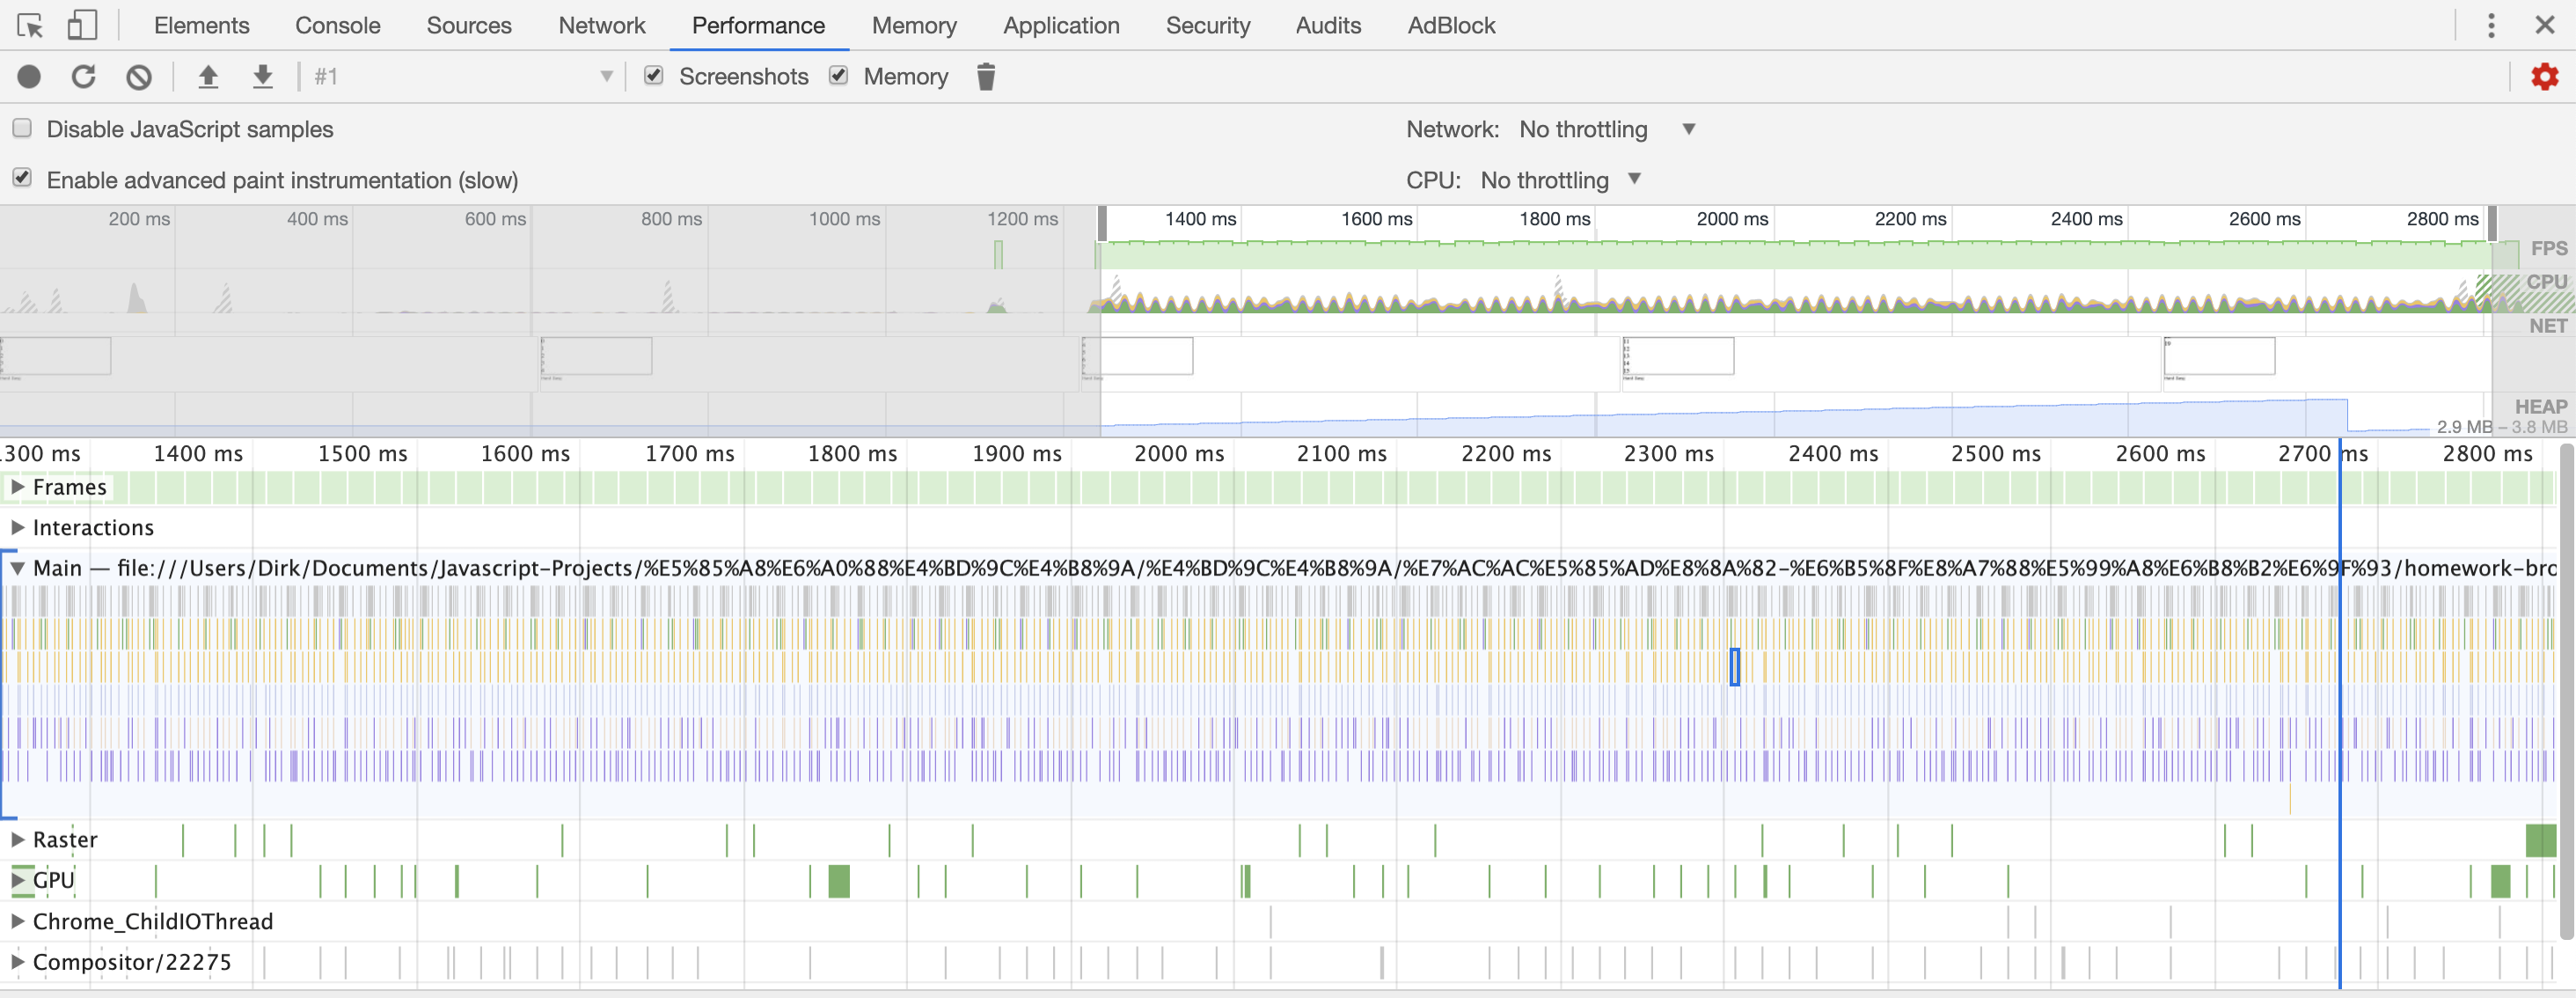 Elements Console Sources Network Performance Memory Application Security Audits AdBlock
#1 Screenshots Memory
Disable JavaScript samples Network: No throttling
Enable advanced paint instrumentation (slow) CPU: No throttling
200 ms 400 ms 600 ms 800 ms 1000 ms 1200 ms 1400 ms 1600 ms 1800 ms 2000 ms 2200 ms 2400 ms 2600 ms 2800 ms
FPS
CPU
NET
HEAP
2.9 MB – 3.8 MB
1300 ms 1400 ms 1500 ms 1600 ms 1700 ms 1800 ms 1900 ms 2000 ms 2100 ms 2200 ms 2300 ms 2400 ms 2500 ms 2600 ms 2700 ms 2800 ms
Frames
Interactions
Main — file:///Users/Dirk/Documents/Javascript-Projects/%E5%85%A8%E6%A0%88%E4%BD%9C%E4%B8%9A/%E4%BD%9C%E4%B8%9A/%E7%AC%AC%E5%85%AD%E8%8A%82-%E6%B5%8F%E8%A7%88%E5%99%A8%E6%B8%B2%E6%9F%93/homework-bro
Raster
GPU
Chrome_ChildIOThread
Compositor/22275